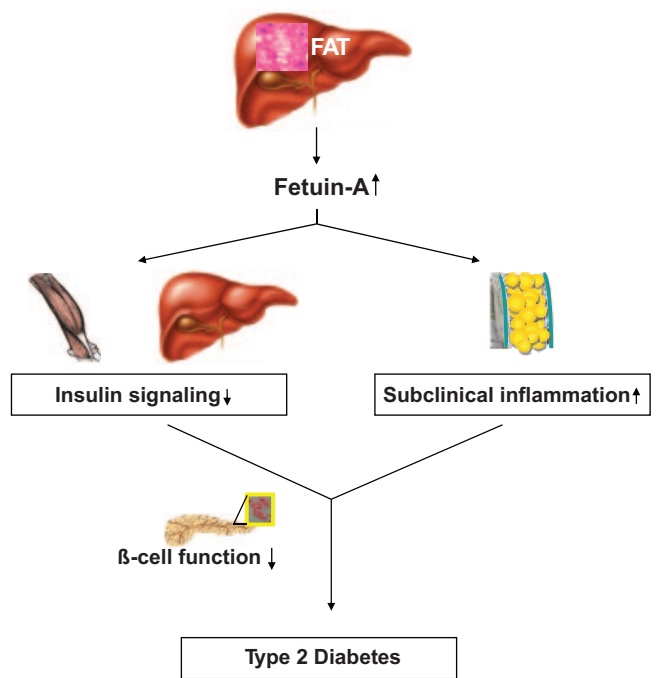 FAT
Fetuin-A↑
Insulin signaling↓
Subclinical inflammation↑
ß-cell function ↓
Type 2 Diabetes